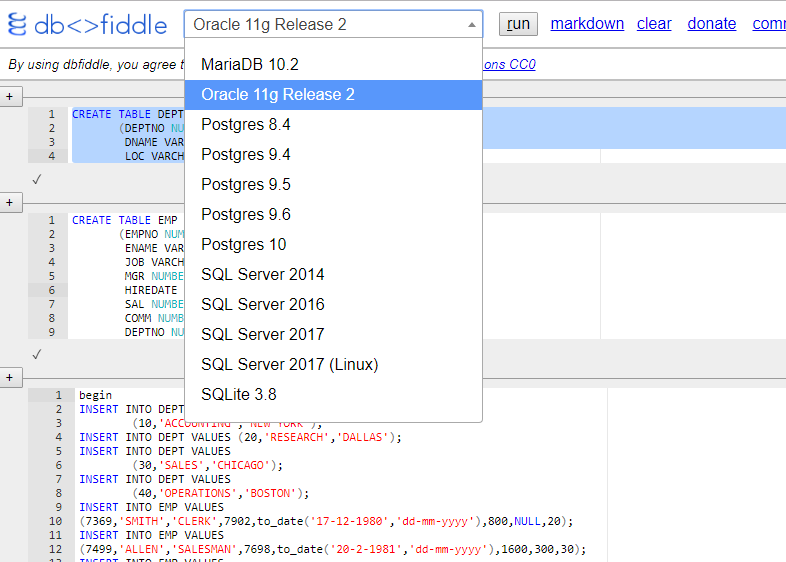 db<>fiddle Oracle 11g Release 2 run markdown clear donate comm
By using dbfiddle, you agree t ons CC0
MariaDB 10.2
Oracle 11g Release 2
Postgres 8.4
Postgres 9.4
Postgres 9.5
Postgres 9.6
Postgres 10
SQL Server 2014
SQL Server 2016
SQL Server 2017
SQL Server 2017 (Linux)
SQLite 3.8
+
1 CREATE TABLE DEPT
2 (DEPTNO NU
3 DNAME VAR
4 LOC VARCH
✓
+
1 CREATE TABLE EMP
2 (EMPNO NUM
3 ENAME VAR
4 JOB VARCH
5 MGR NUMBE
6 HIREDATE
7 SAL NUMBE
8 COMM NUMB
9 DEPTNO NU
✓
+
1 begin
2 INSERT INTO DEPT
3 (10,'ACCOUNTING','NEW YORK');
4 INSERT INTO DEPT VALUES (20,'RESEARCH','DALLAS');
5 INSERT INTO DEPT VALUES
6 (30,'SALES','CHICAGO');
7 INSERT INTO DEPT VALUES
8 (40,'OPERATIONS','BOSTON');
9 INSERT INTO EMP VALUES
10 (7369,'SMITH','CLERK',7902,to_date('17-12-1980','dd-mm-yyyy'),800,NULL,20);
11 INSERT INTO EMP VALUES
12 (7499,'ALLEN','SALESMAN',7698,to_date('20-2-1981','dd-mm-yyyy'),1600,300,30);
13 INSERT INTO EMP VALUES